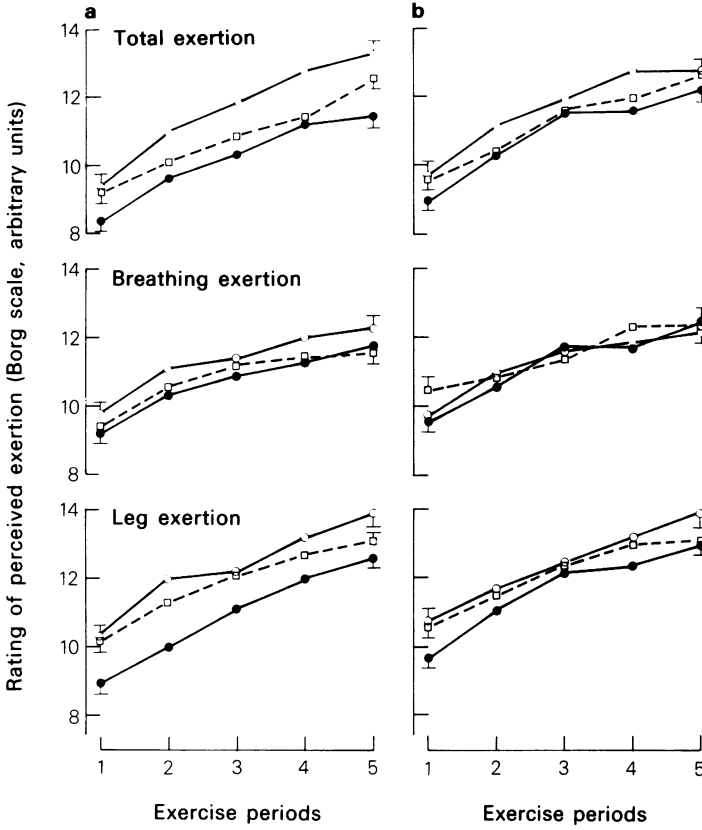 a
b
Rating of perceived exertion (Borg scale, arbitrary units)
Total exertion
14
12
10
8
Breathing exertion
14
12
10
8
Leg exertion
14
12
10
8
1 2 3 4 5
1 2 3 4 5
Exercise periods
Exercise periods